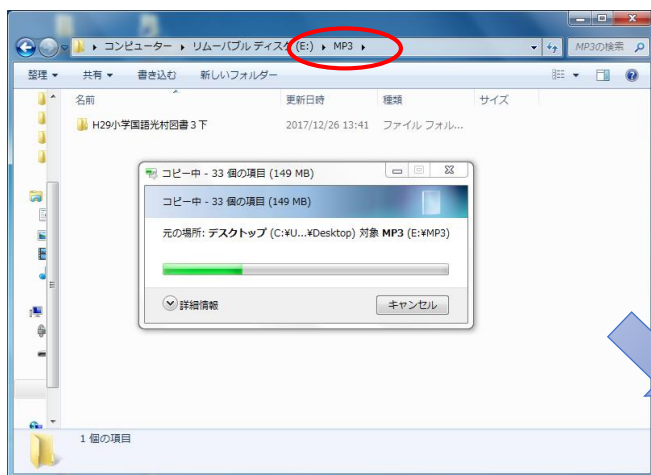 コンピューター ▸ リムーバブル ディスク (E:) ▸ MP3 ▸
MP3の検索
整理 ▼ 共有 ▼ 書き込む 新しいフォルダー
名前 更新日時 種類 サイズ
H29小学国語光村図書3下 2017/12/26 13:41 ファイル フォル...
コピー中 - 33 個の項目 (149 MB)
コピー中 - 33 個の項目 (149 MB)
元の場所: デスクトップ (C:¥U...¥Desktop) 対象 MP3 (E:¥MP3)
詳細情報
キャンセル
1 個の項目